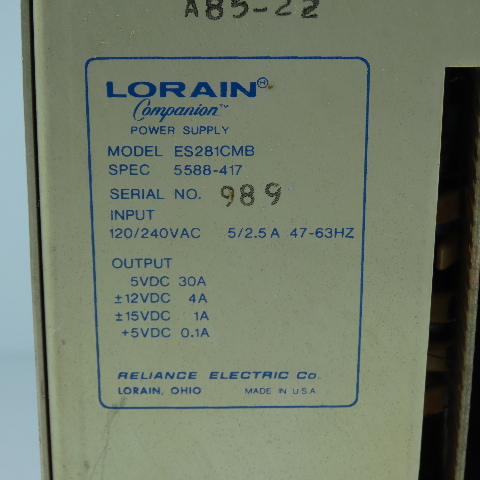 A85-22
LORAIN®
Companion™
POWER SUPPLY
MODEL ES281CMB
SPEC 5588-417
SERIAL NO. 989
INPUT
120/240VAC 5/2.5A 47-63HZ
OUTPUT
5VDC 30A
±12VDC 4A
±15VDC 1A
+5VDC 0.1A
RELIANCE ELECTRIC Co.
LORAIN, OHIO MADE IN U.S.A.